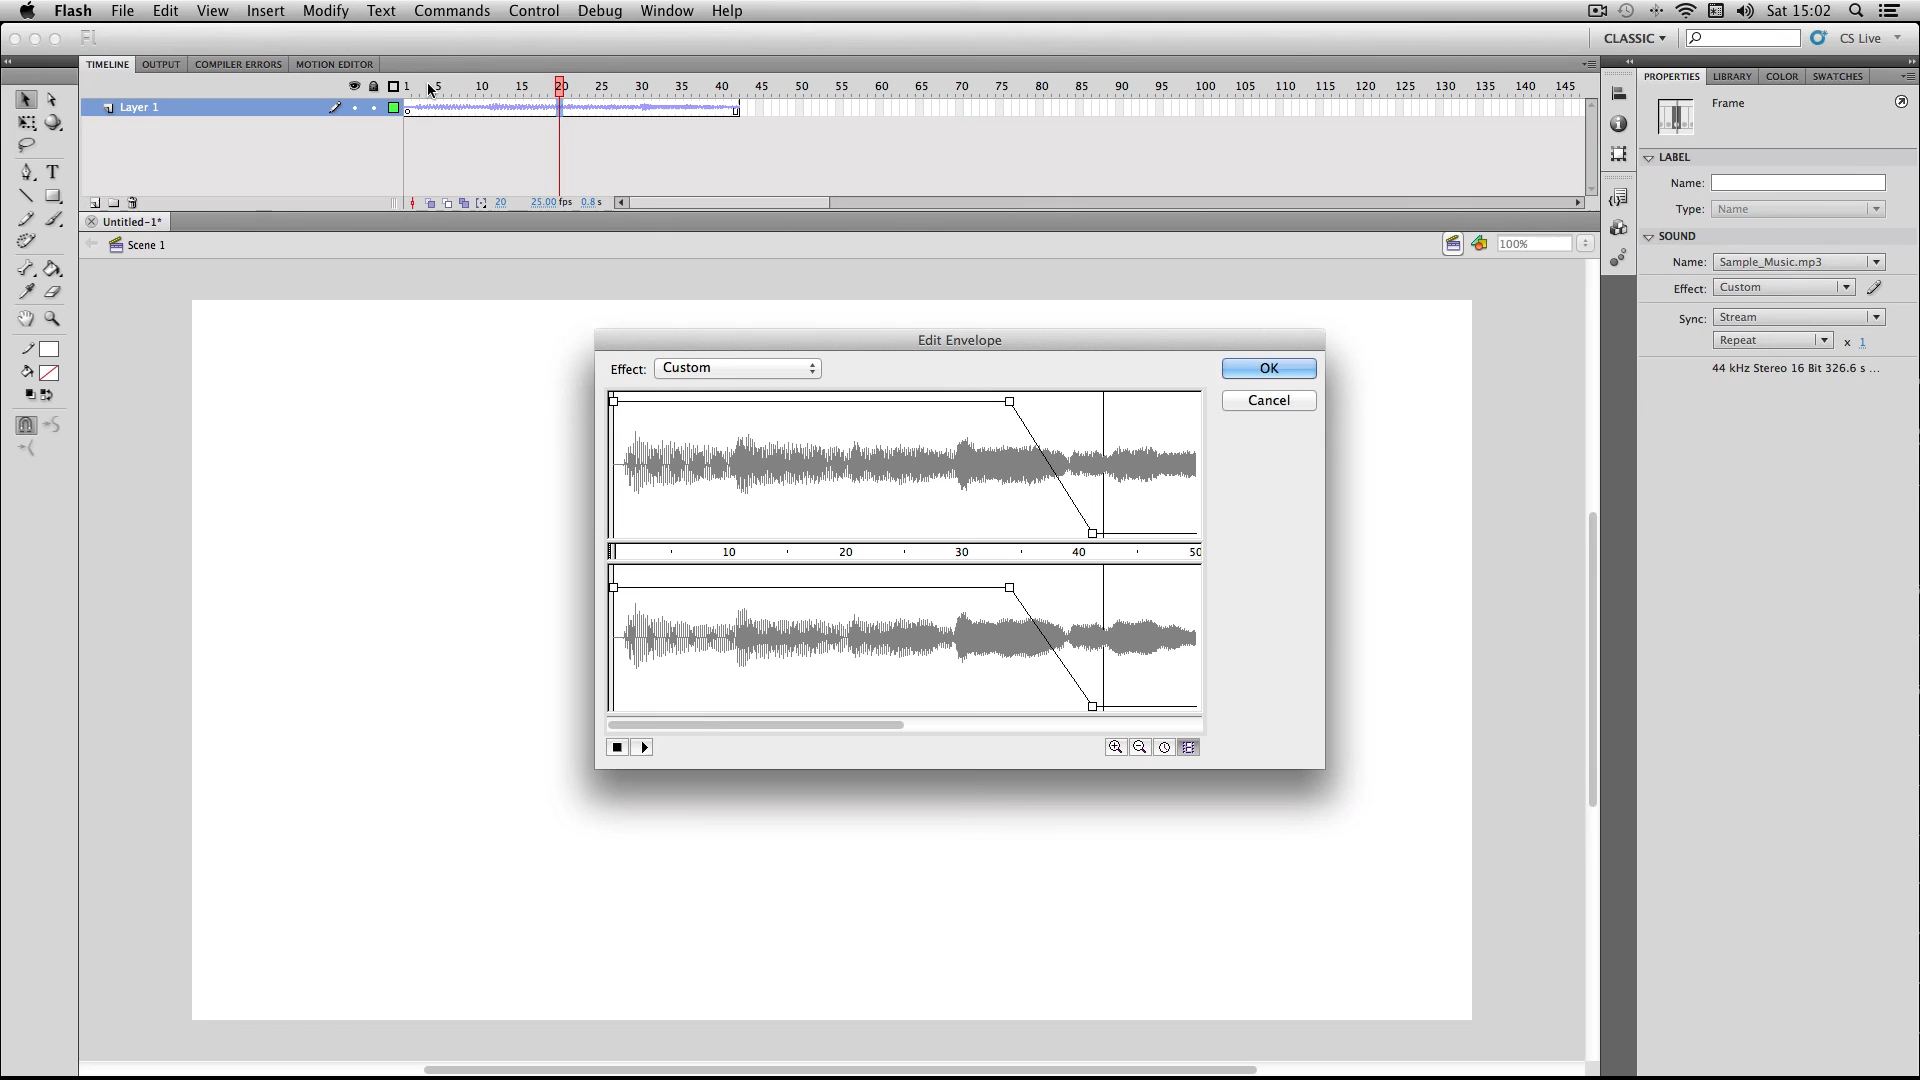 Flash File Edit View Insert Modify Text Commands Control Debug Window Help Sat 15:02
Fl CLASSIC CS Live
TIMELINE OUTPUT COMPILER ERRORS MOTION EDITOR
1 5 10 15 20 25 30 35 40 45 50 55 60 65 70 75 80 85 90 95 100 105 110 115 120 125 130 135 140 145
Layer 1
20 25.00 fps 0.8 s
Untitled-1*
Scene 1
100%
PROPERTIES LIBRARY COLOR SWATCHES
Frame
LABEL
Name:
Type: Name
SOUND
Name: Sample_Music.mp3
Effect: Custom
Sync: Stream
Repeat x 1
44 kHz Stereo 16 Bit 326.6 s ...
Edit Envelope
Effect: Custom
OK
Cancel
10 20 30 40 50